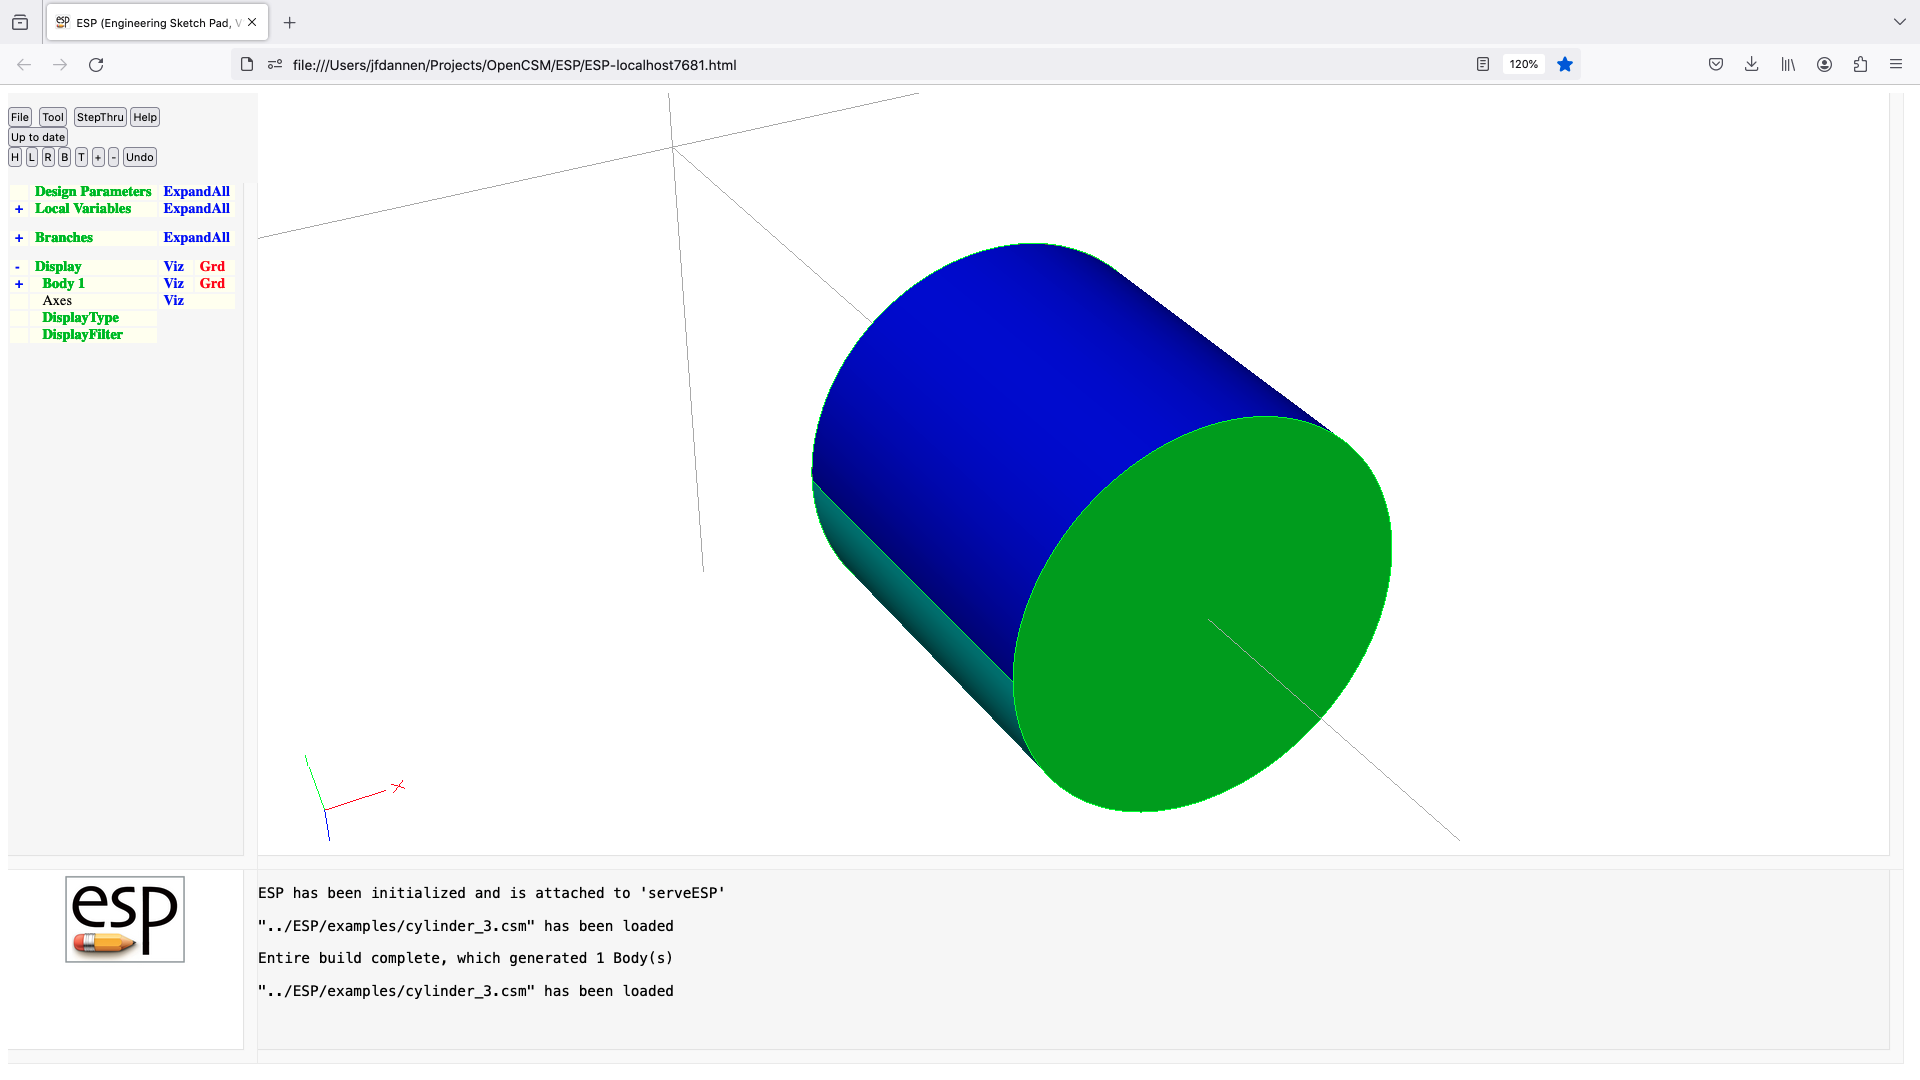 ESP (Engineering Sketch Pad, V
file:///Users/jfdannen/Projects/OpenCSM/ESP/ESP-localhost7681.html
120%
File Tool StepThru Help
Up to date
H L R B T + - Undo
Design Parameters ExpandAll
+ Local Variables ExpandAll
+ Branches ExpandAll
- Display Viz Grd
+ Body 1 Viz Grd
Axes Viz
DisplayType
DisplayFilter
X
esp
ESP has been initialized and is attached to 'serveESP'
"../ESP/examples/cylinder_3.csm" has been loaded
Entire build complete, which generated 1 Body(s)
"../ESP/examples/cylinder_3.csm" has been loaded